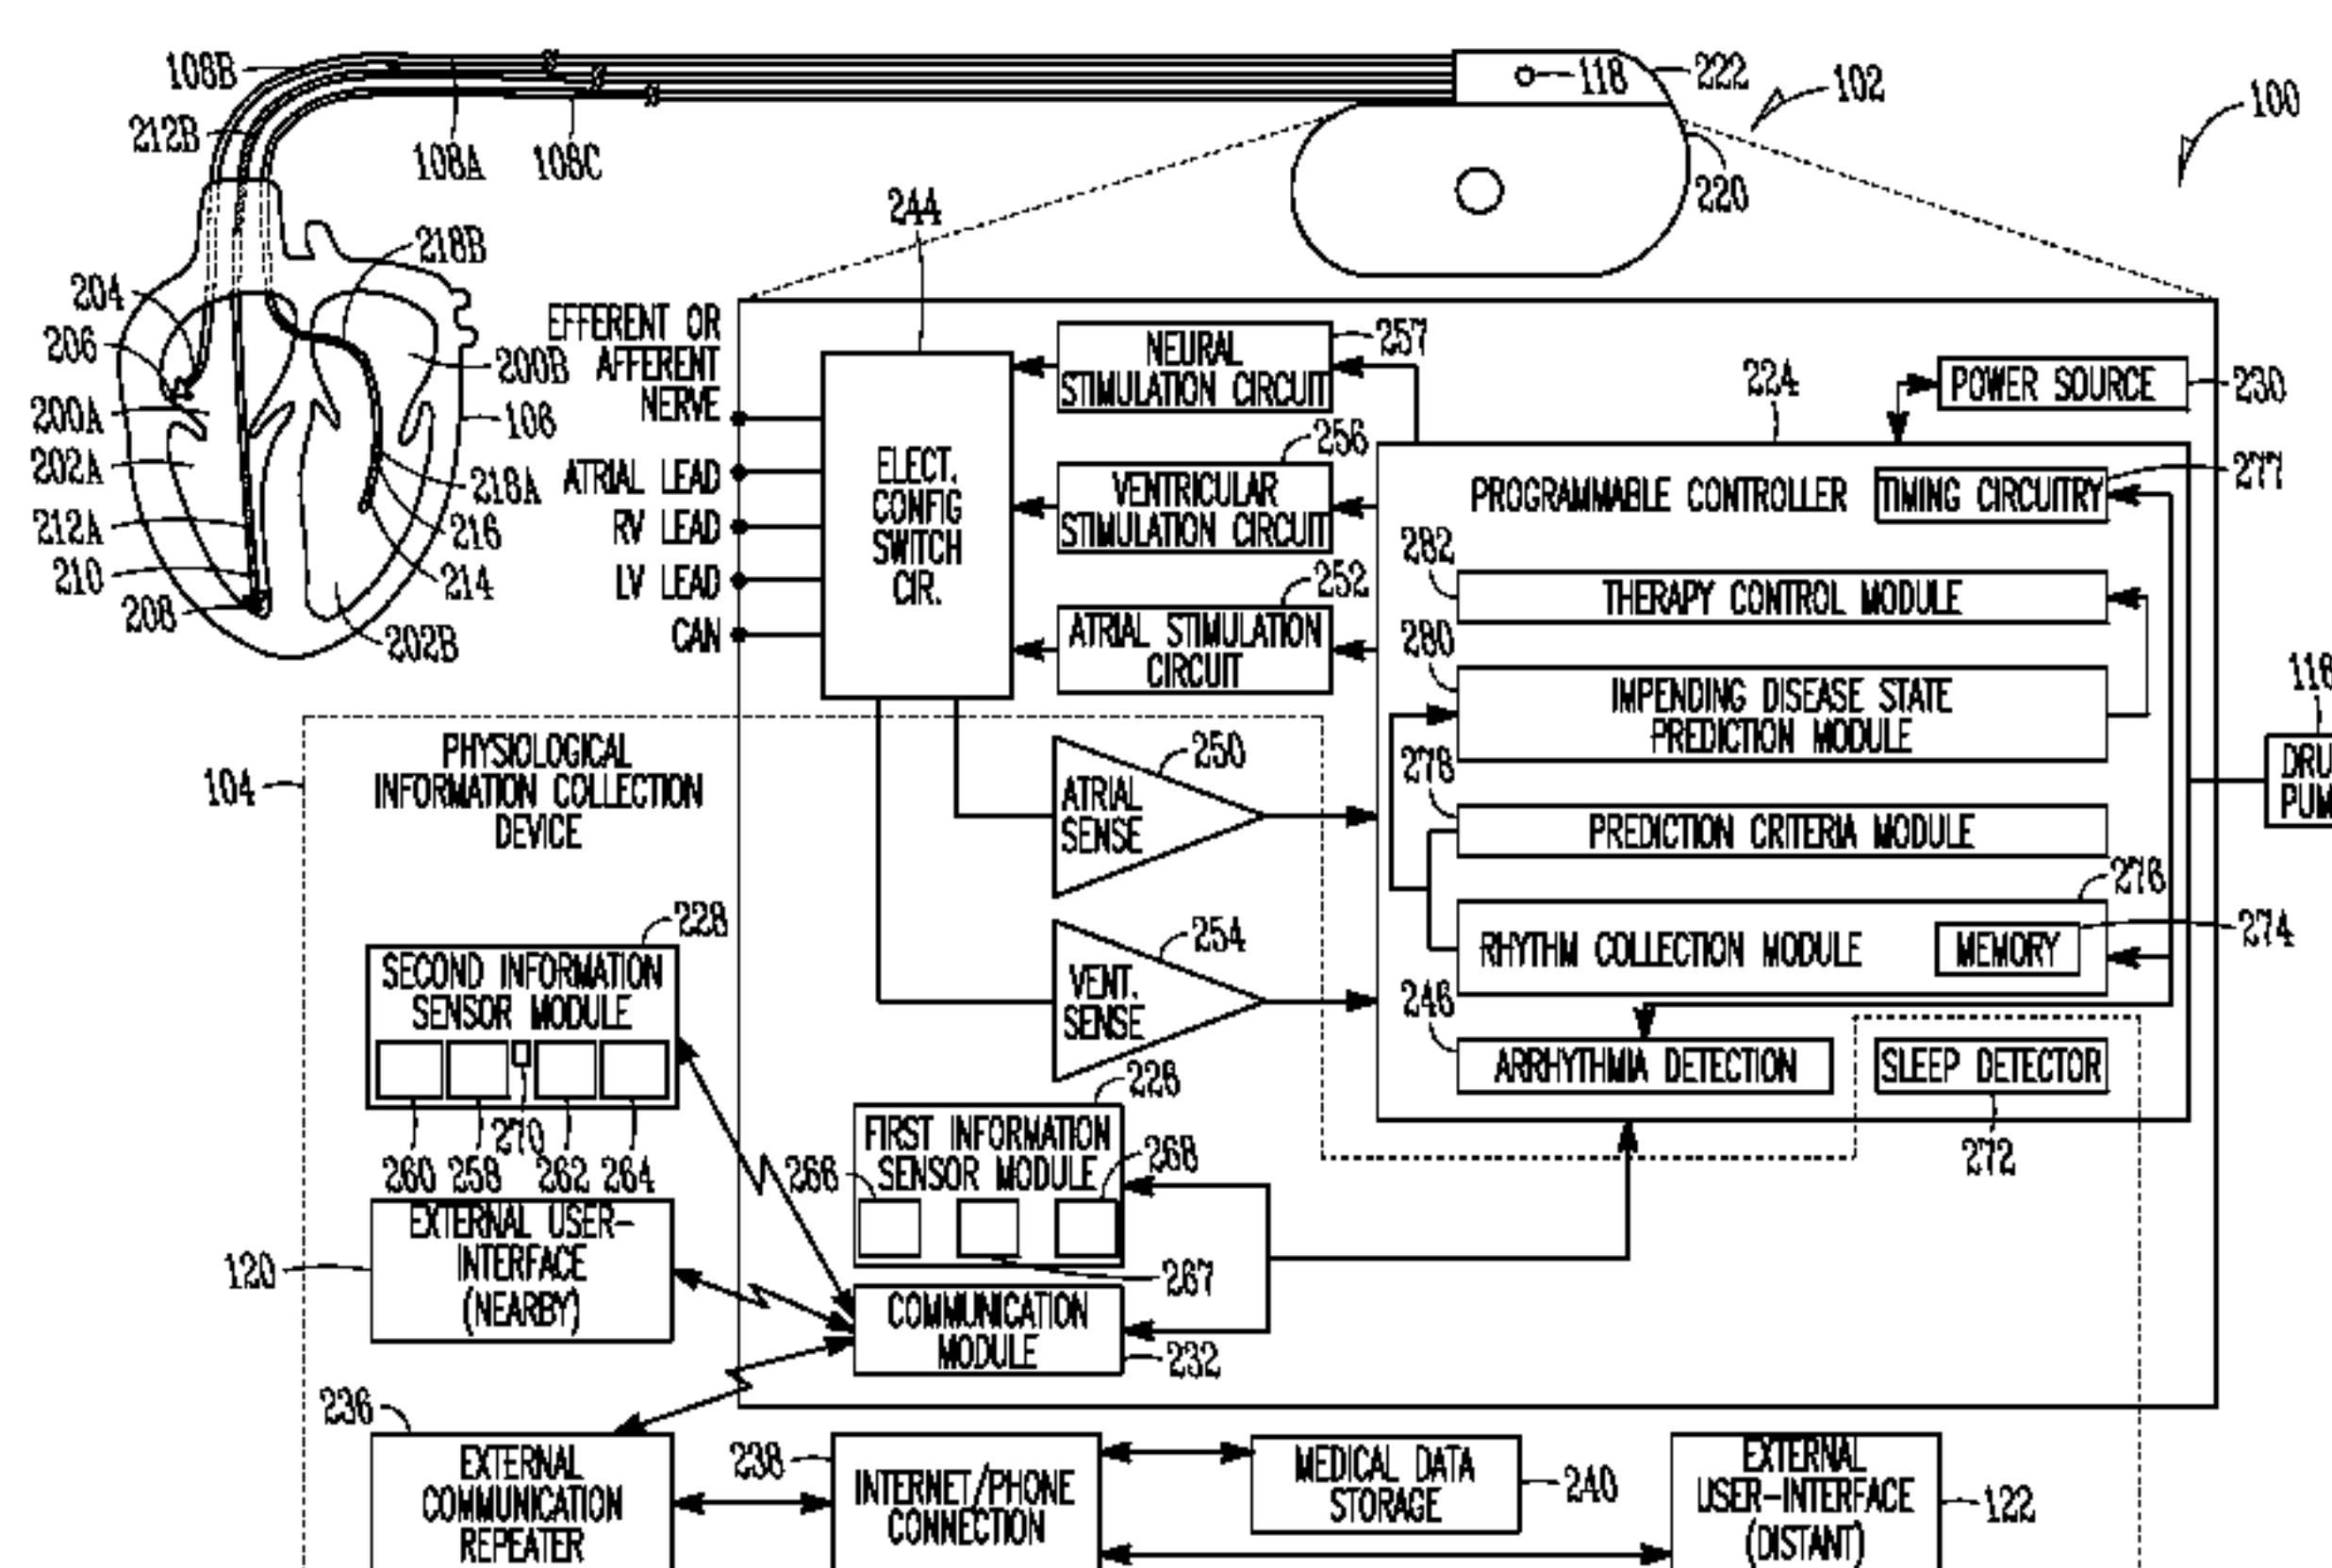 108B
118
222
102
100
212B
108A
108C
220
244
218B
204
206
200B
200A
106
202A
212A
210
208
218A
216
214
202B
EFFERENT OR
AFFERENT
NERVE
ATRIAL LEAD
RV LEAD
LV LEAD
CAN
ELECT.
CONFIG
SWITCH
CIR.
NEURAL
STIMULATION CIRCUIT
257
256
VENTRICULAR
STIMULATION CIRCUIT
252
ATRIAL STIMULATION
CIRCUIT
224
POWER SOURCE
230
PROGRAMMABLE CONTROLLER
TIMING CIRCUITRY
277
282
THERAPY CONTROL MODULE
280
IMPENDING DISEASE STATE
PREDICTION MODULE
278
PREDICTION CRITERIA MODULE
276
RHYTHM COLLECTION MODULE
MEMORY
274
246
ARRHYTHMIA DETECTION
SLEEP DETECTOR
272
116
DRU
PUM
104
PHYSIOLOGICAL
INFORMATION COLLECTION
DEVICE
250
ATRIAL
SENSE
254
VENT.
SENSE
228
SECOND INFORMATION
SENSOR MODULE
270
260
258
262
264
FIRST INFORMATION
SENSOR MODULE
266
268
267
120
EXTERNAL USER-
INTERFACE
(NEARBY)
COMMUNICATION
MODULE
232
236
EXTERNAL
COMMUNICATION
REPEATER
238
INTERNET/PHONE
CONNECTION
MEDICAL DATA
STORAGE
240
EXTERNAL
USER-INTERFACE
(DISTANT)
122